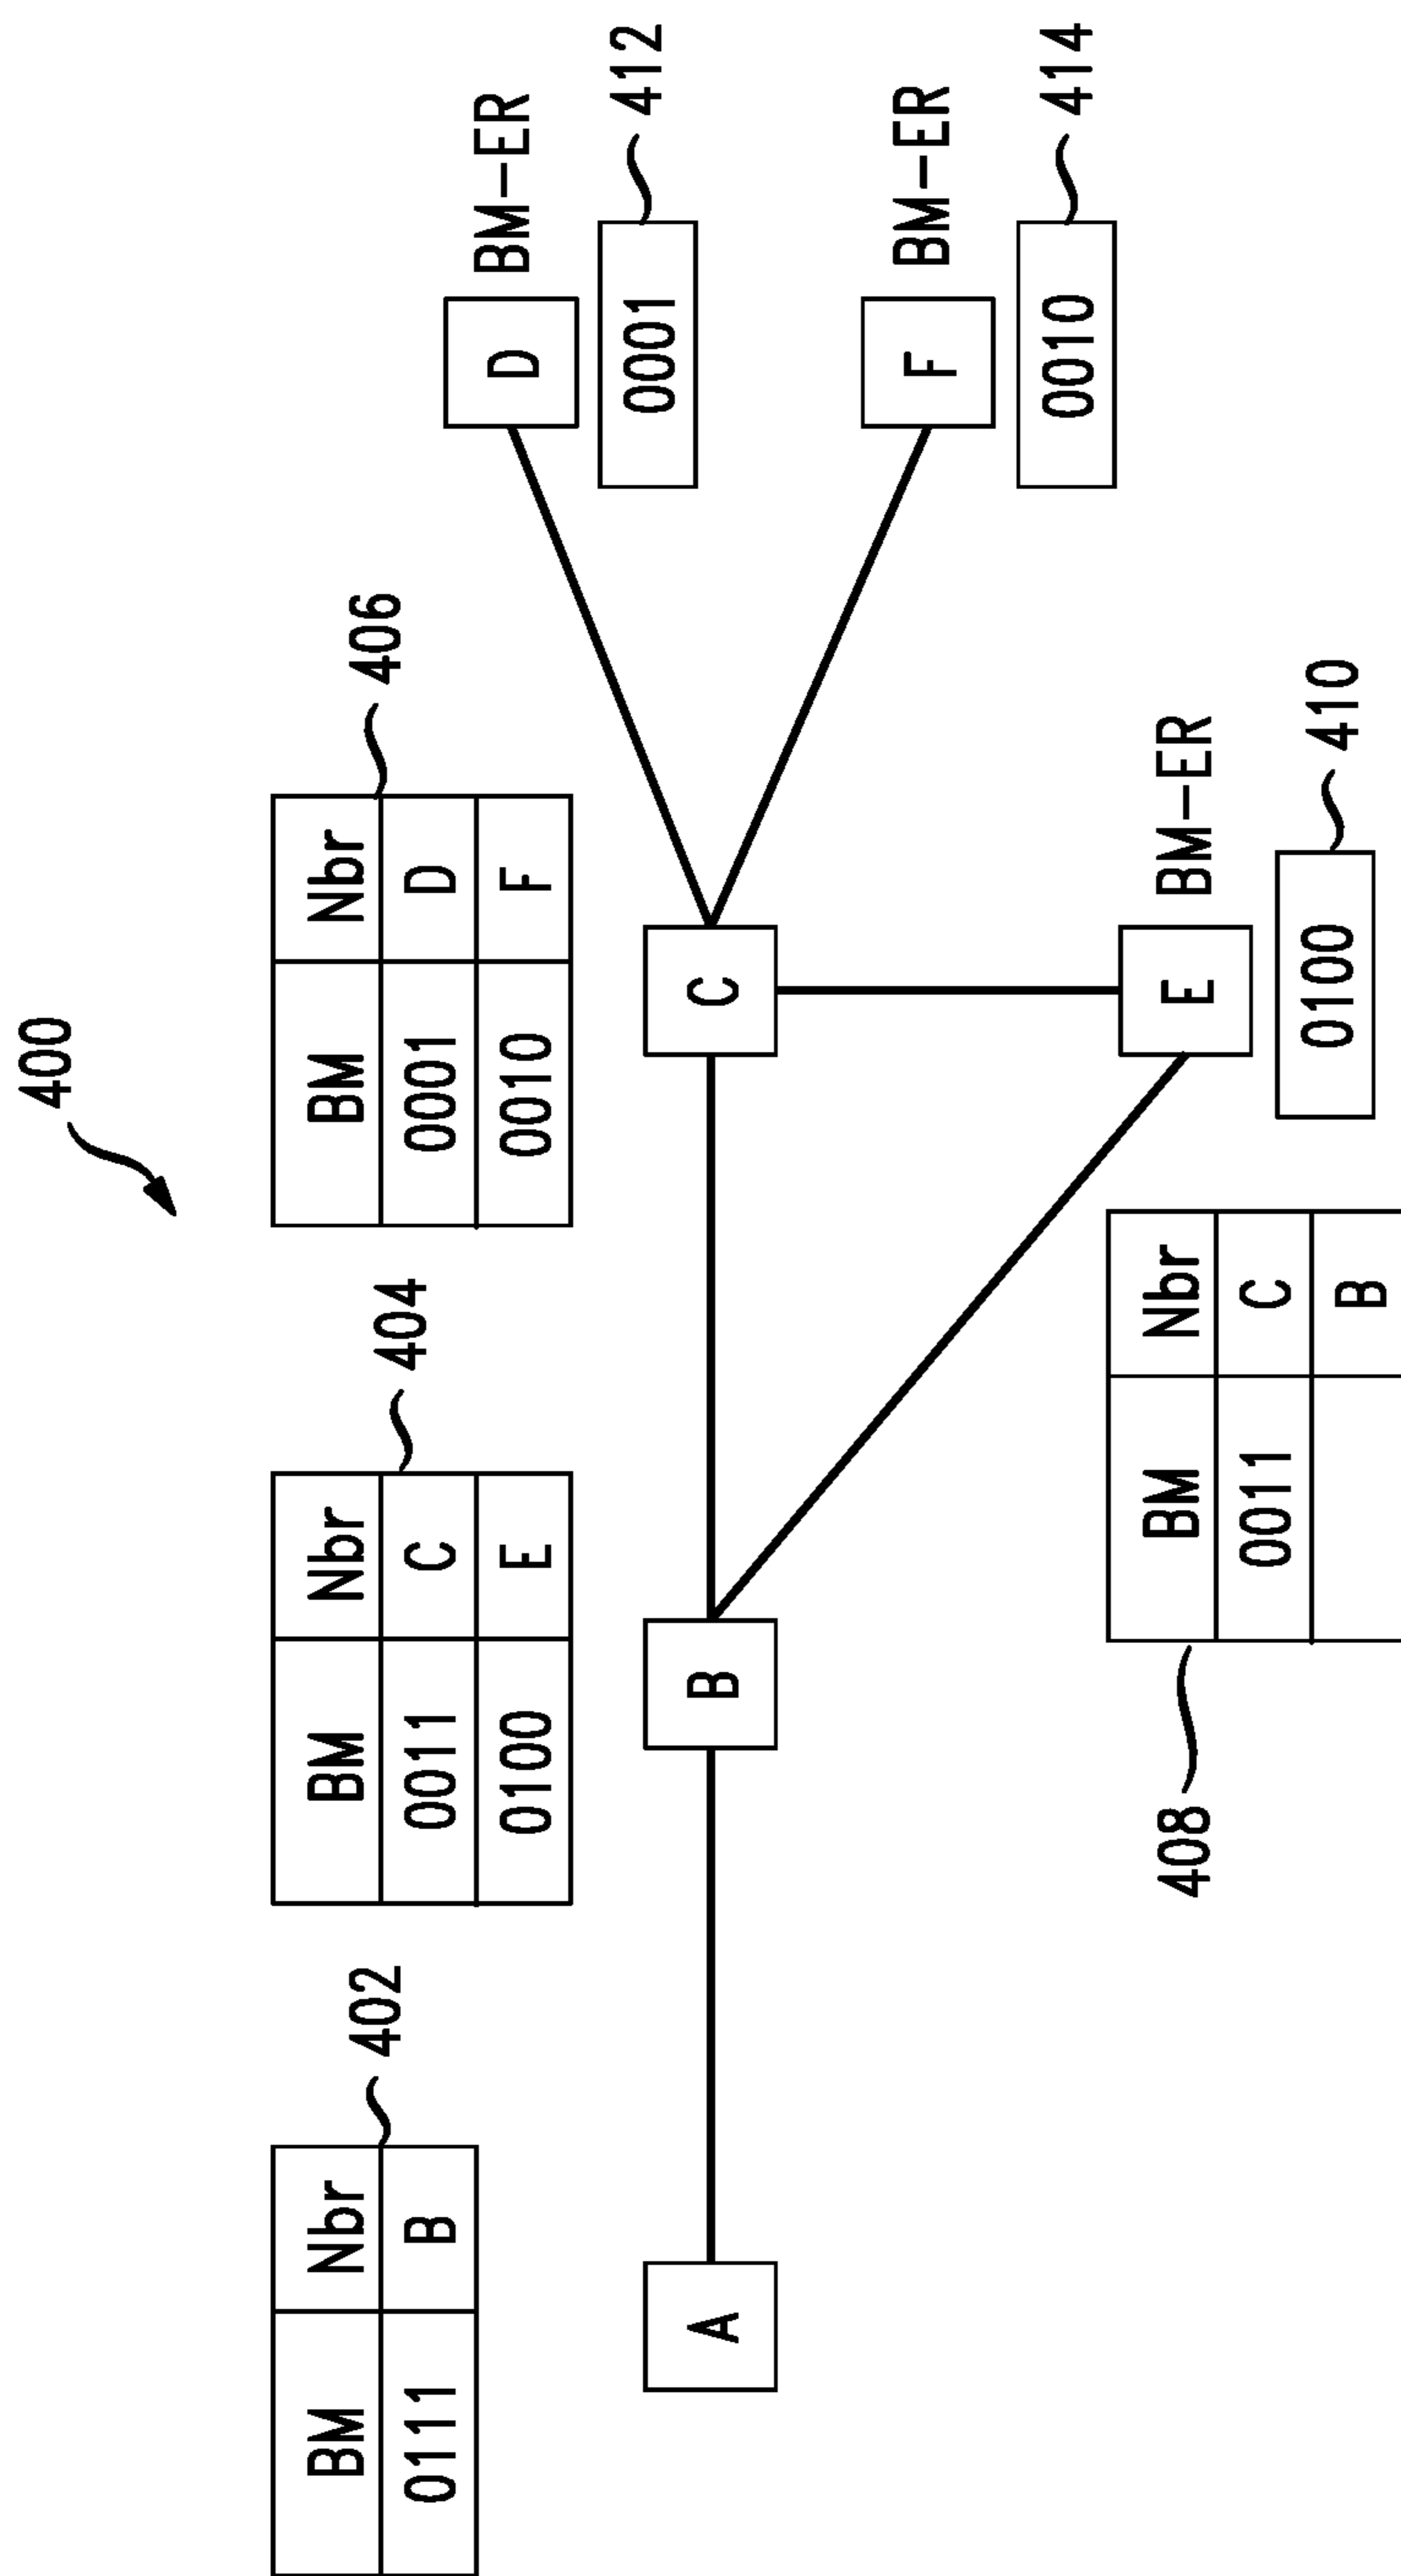 400
402
BM Nbr
0111 B
404
BM Nbr
0011 C
0100 E
406
BM Nbr
0001 D
0010 F
A
B
C
D
BM-ER
0001
412
F
BM-ER
0010
414
E
BM-ER
0100
410
408
BM Nbr
0011 C
B